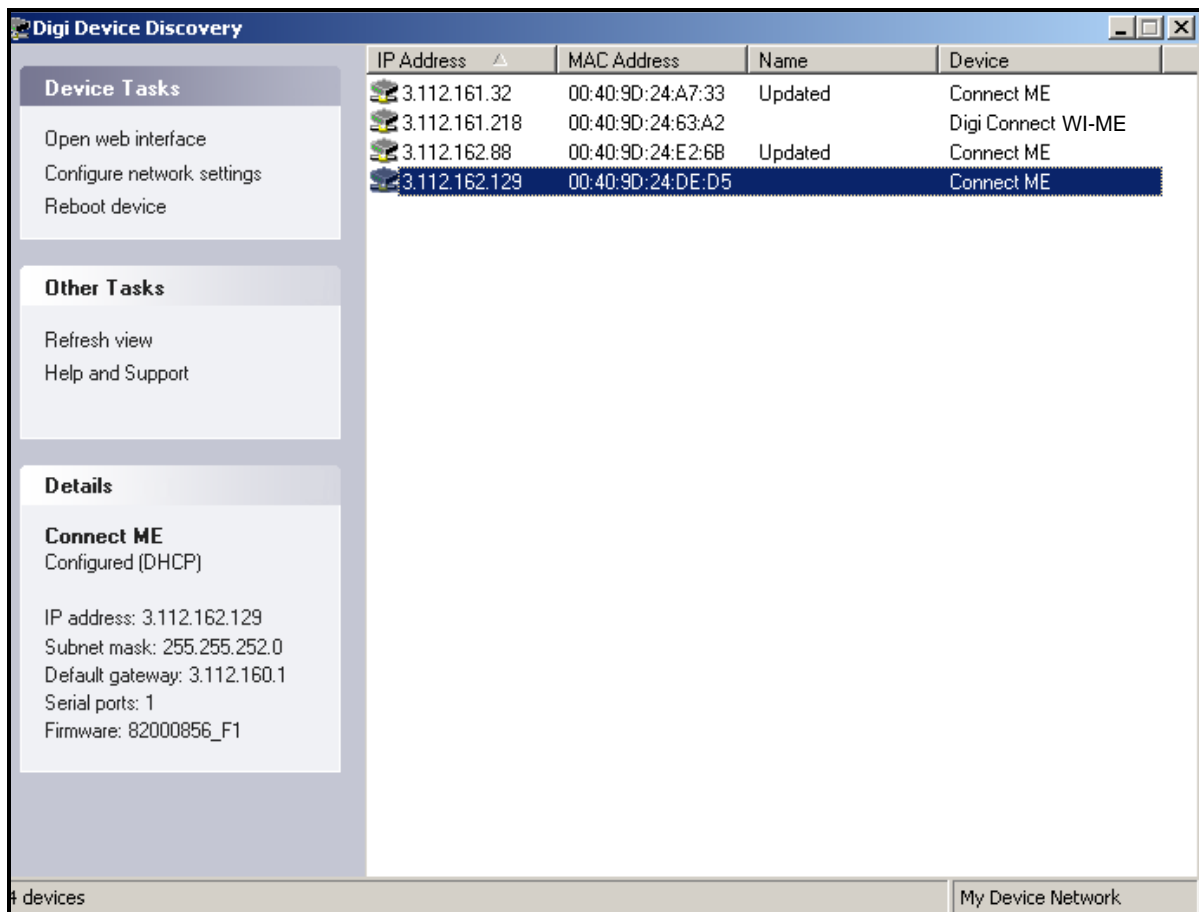 Digi Device Discovery
Device Tasks
Open web interface
Configure network settings
Reboot device
Other Tasks
Refresh view
Help and Support
Details
Connect ME
Configured (DHCP)
IP address: 3.112.162.129
Subnet mask: 255.255.252.0
Default gateway: 3.112.160.1
Serial ports: 1
Firmware: 82000856_F1
IP Address MAC Address Name Device
3.112.161.32 00:40:9D:24:A7:33 Updated Connect ME
3.112.161.218 00:40:9D:24:63:A2 Digi Connect WI-ME
3.112.162.88 00:40:9D:24:E2:6B Updated Connect ME
3.112.162.129 00:40:9D:24:DE:D5 Connect ME
4 devices My Device Network